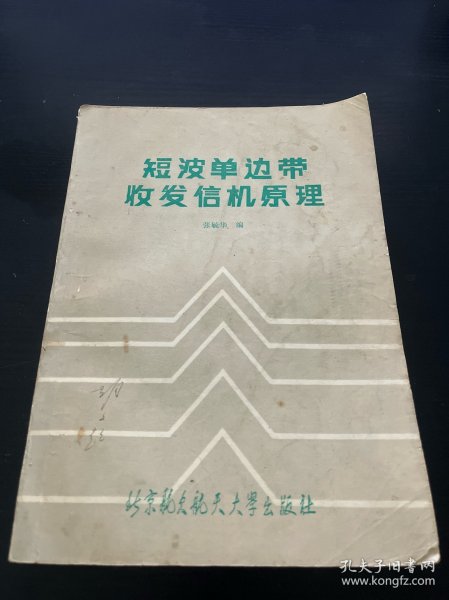 短波单边带
收发信机原理
张毓华 编
北京航空航天大学出版社
孔夫子旧书网
www.kongfz.com